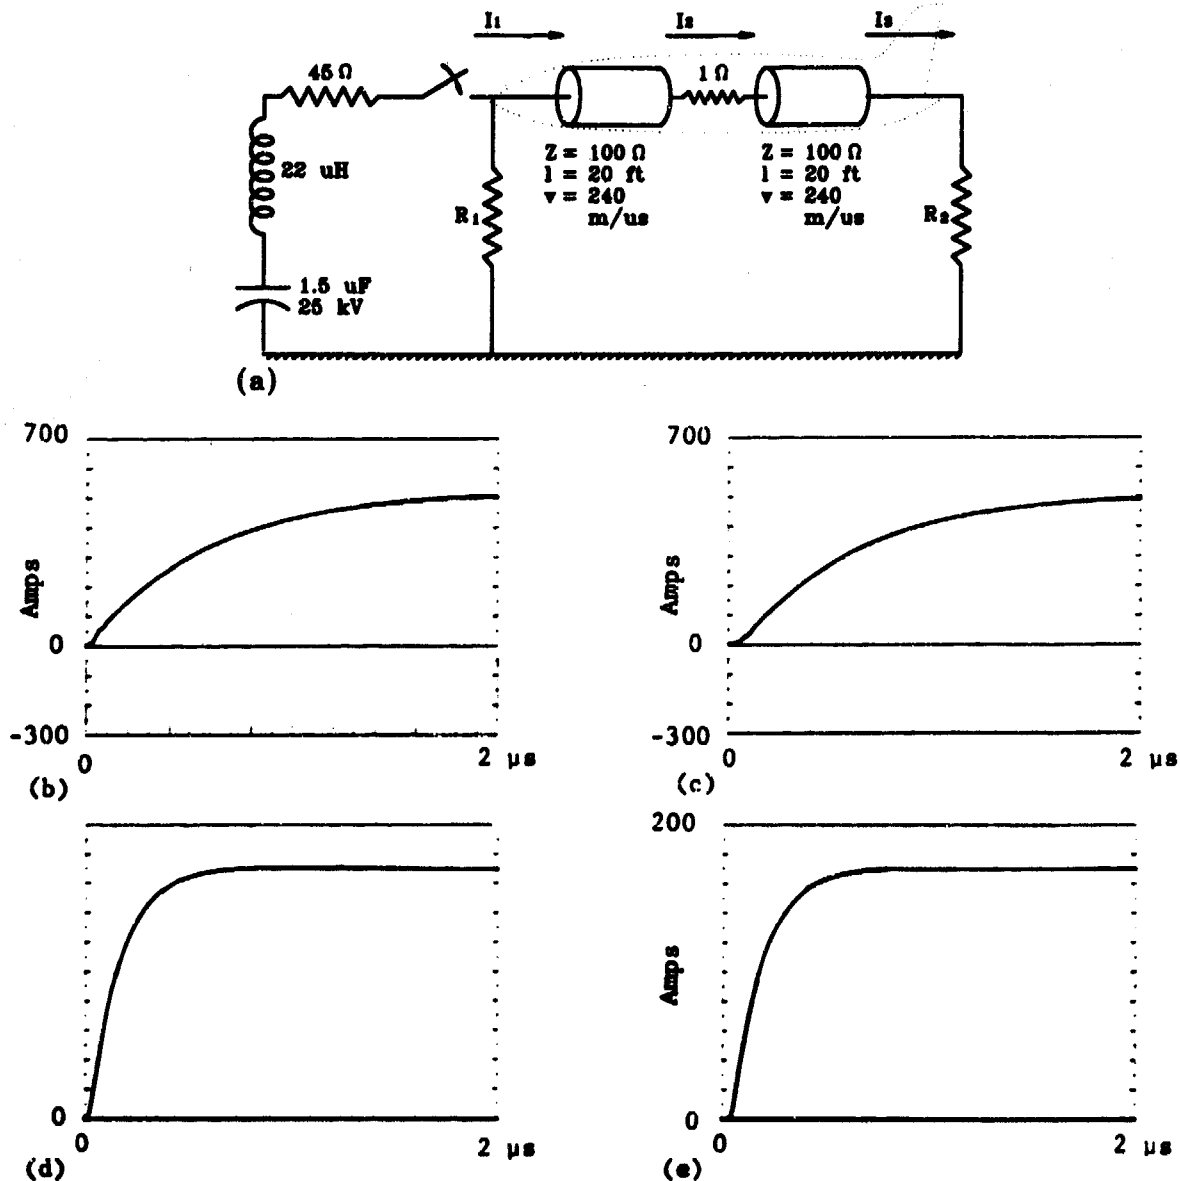 I₁ I₂ I₃
45 Ω 1 Ω
22 uH
Z = 100 Ω
l = 20 ft
v = 240
m/us
Z = 100 Ω
l = 20 ft
v = 240
m/us
R₁
R₂
1.5 uF
25 kV
(a)
700
Amps
0
-300
0 2 µs
(b)
700
Amps
0
-300
0 2 µs
(c)
0
0 2 µs
(d)
200
Amps
0
0 2 µs
(e)